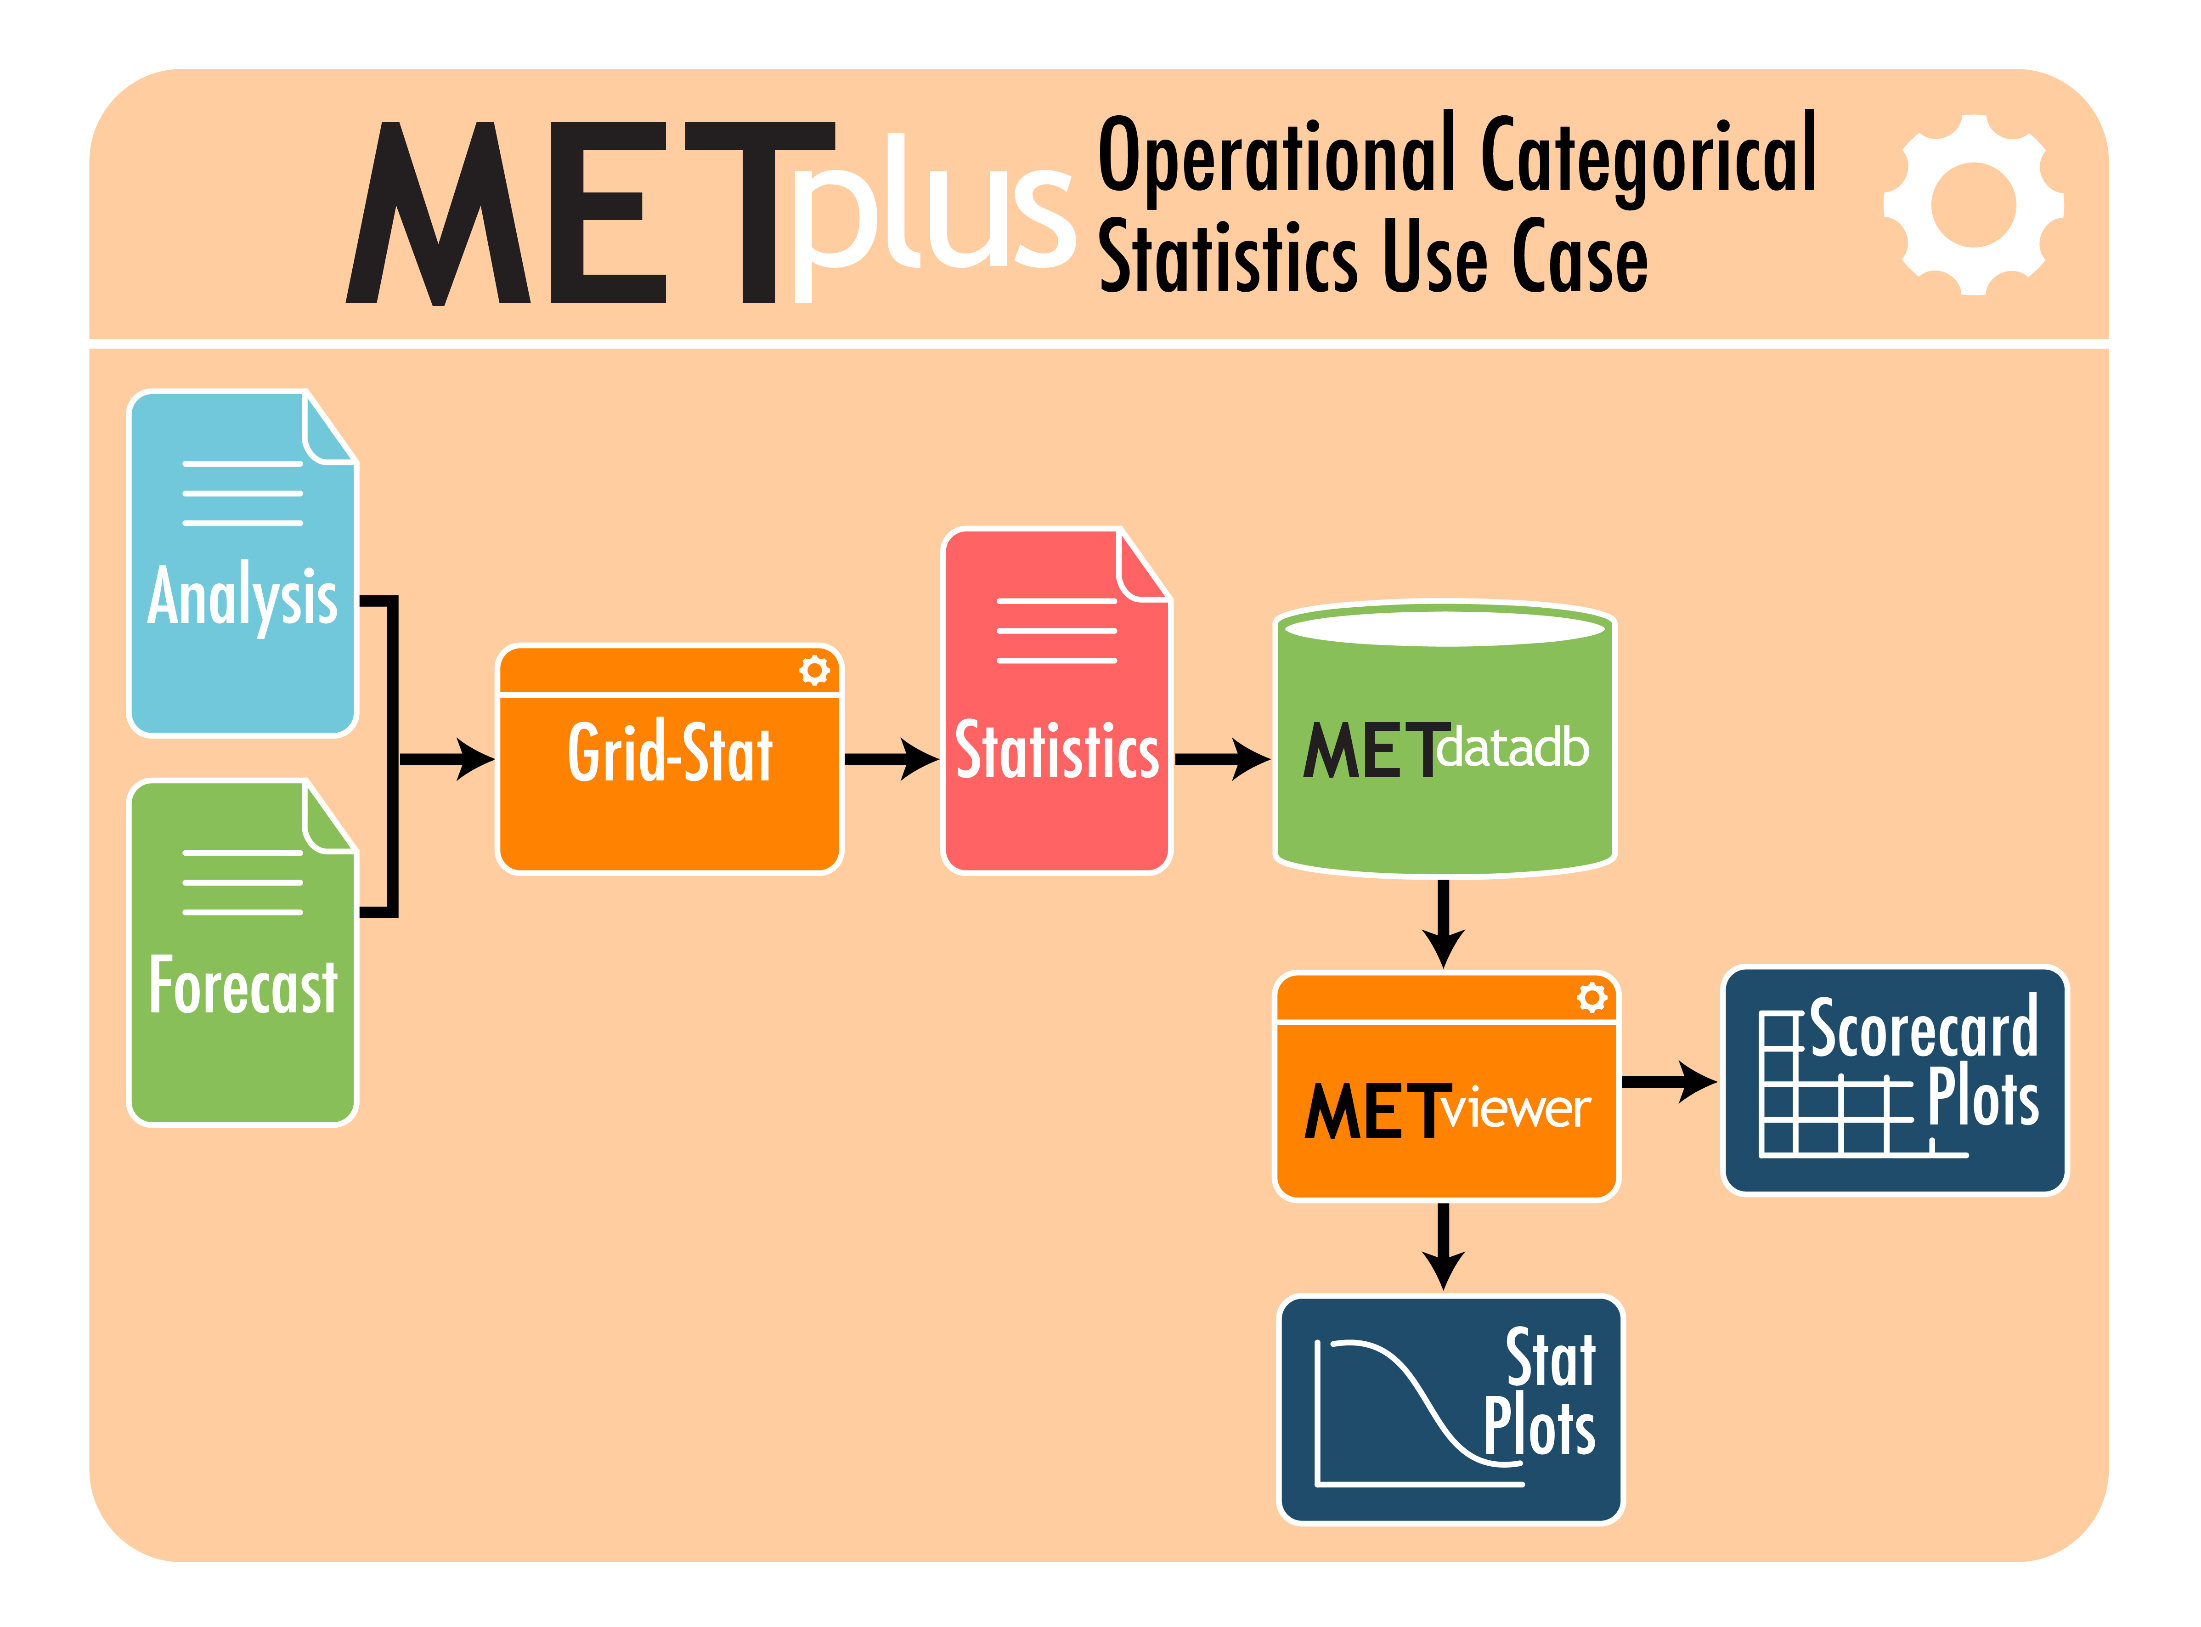 METplus Operational Categorical
Statistics Use Case
Analysis
Forecast
Grid-Stat
Statistics
METdatadb
METviewer
Scorecard
Plots
Stat
Plots